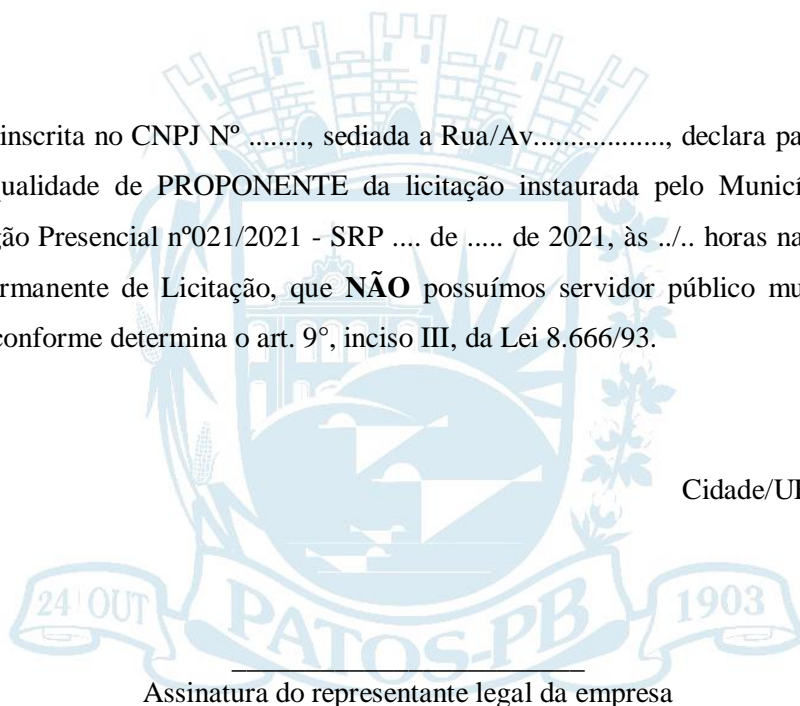 inscrita no CNPJ Nº ........, sediada a Rua/Av.................., declara pa
qualidade de PROPONENTE da licitação instaurada pelo Municí
gão Presencial nº021/2021 - SRP .... de ..... de 2021, às ../.. horas na
rmanente de Licitação, que NÃO possuímos servidor público mu
conforme determina o art. 9°, inciso III, da Lei 8.666/93.
Cidade/U
24 OUT
PATOS-PB
1903
Assinatura do representante legal da empresa